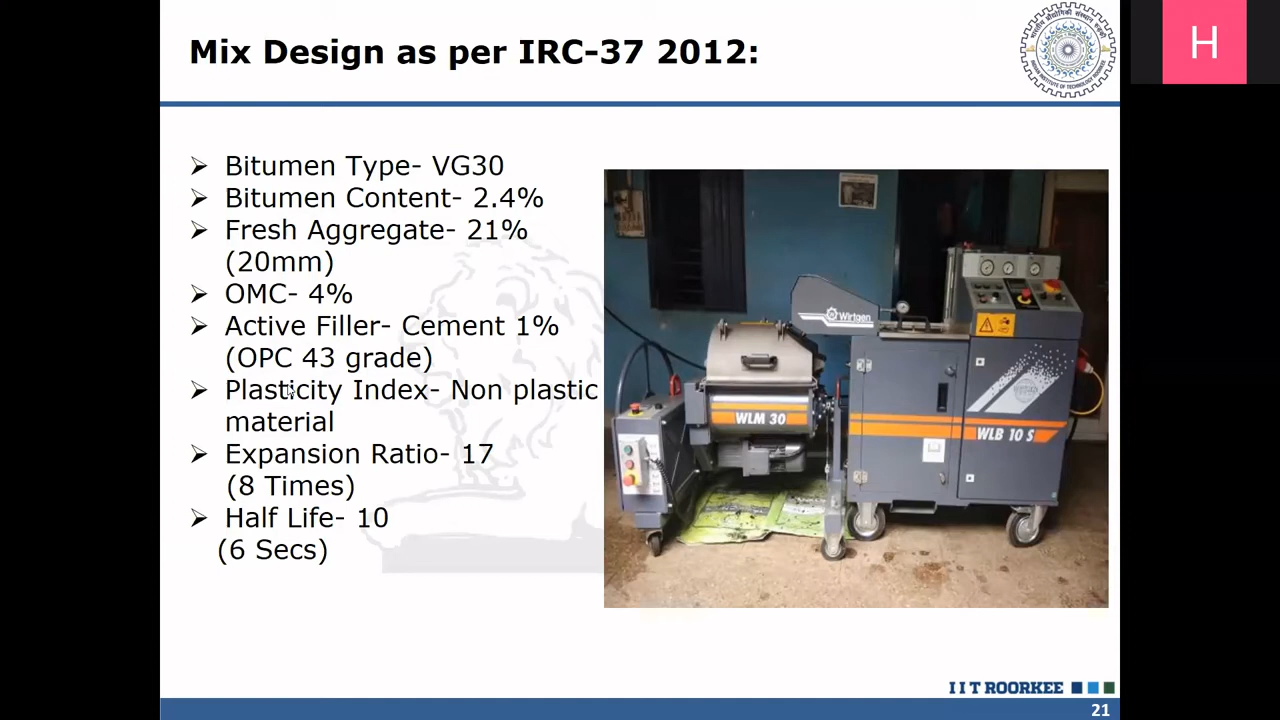 Mix Design as per IRC-37 2012:
H
➢ Bitumen Type- VG30
➢ Bitumen Content- 2.4%
➢ Fresh Aggregate- 21%
(20mm)
➢ OMC- 4%
➢ Active Filler- Cement 1%
(OPC 43 grade)
➢ Plasticity Index- Non plastic
material
➢ Expansion Ratio- 17
(8 Times)
➢ Half Life- 10
(6 Secs)
Wirtgen
WLM 30
WLB 10 S
I I T ROORKEE
21